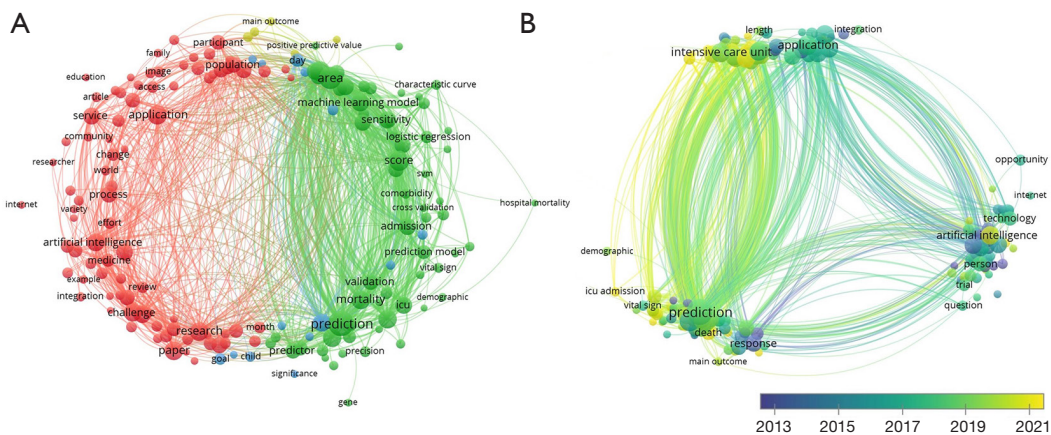 A
main outcome
participant
positive predictive value
family
population
day
image
area
education
access
characteristic curve
article
machine learning model
service
application
sensitivity
community
logistic regression
change
researcher
score
world
svm
process
comorbidity
internet
variety
cross validation
hospital mortality
effort
admission
artificial intelligence
prediction model
medicine
vital sign
example
validation
review
integration
mortality
demographic
icu
challenge
research
month
prediction
paper
goal
child
predictor
precision
significance
gene
B
length
integration
intensive care unit
application
opportunity
internet
technology
artificial intelligence
demographic
person
trial
icu admission
vital sign
question
prediction
death
response
main outcome
2013
2015
2017
2019
2021